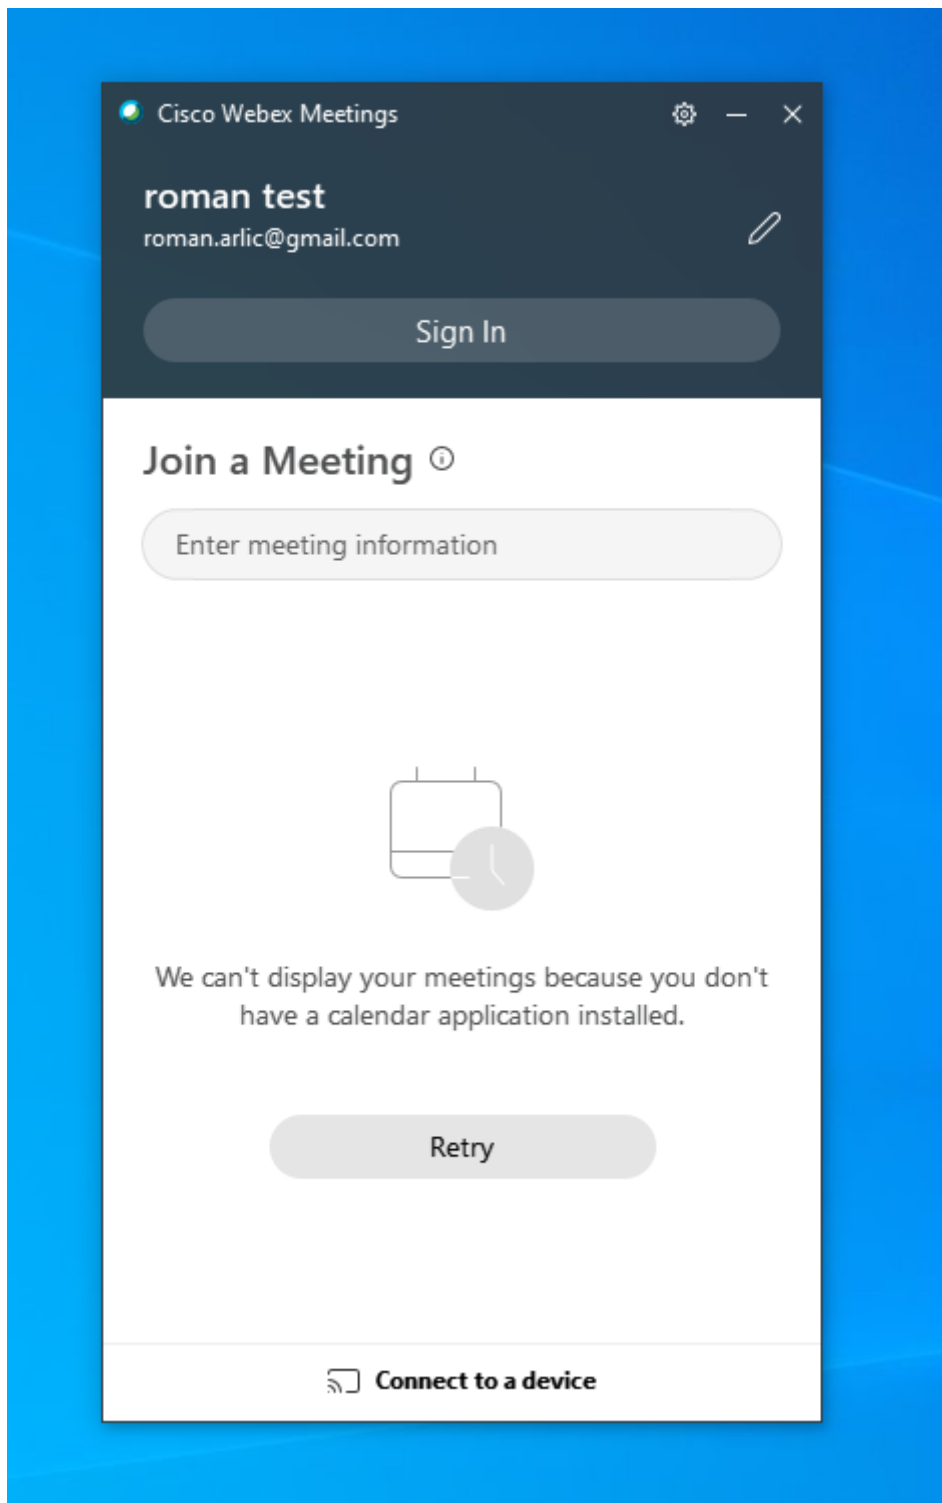 Cisco Webex Meetings
roman test
roman.arlic@gmail.com
Sign In
Join a Meeting
Enter meeting information
We can't display your meetings because you don't
have a calendar application installed.
Retry
Connect to a device